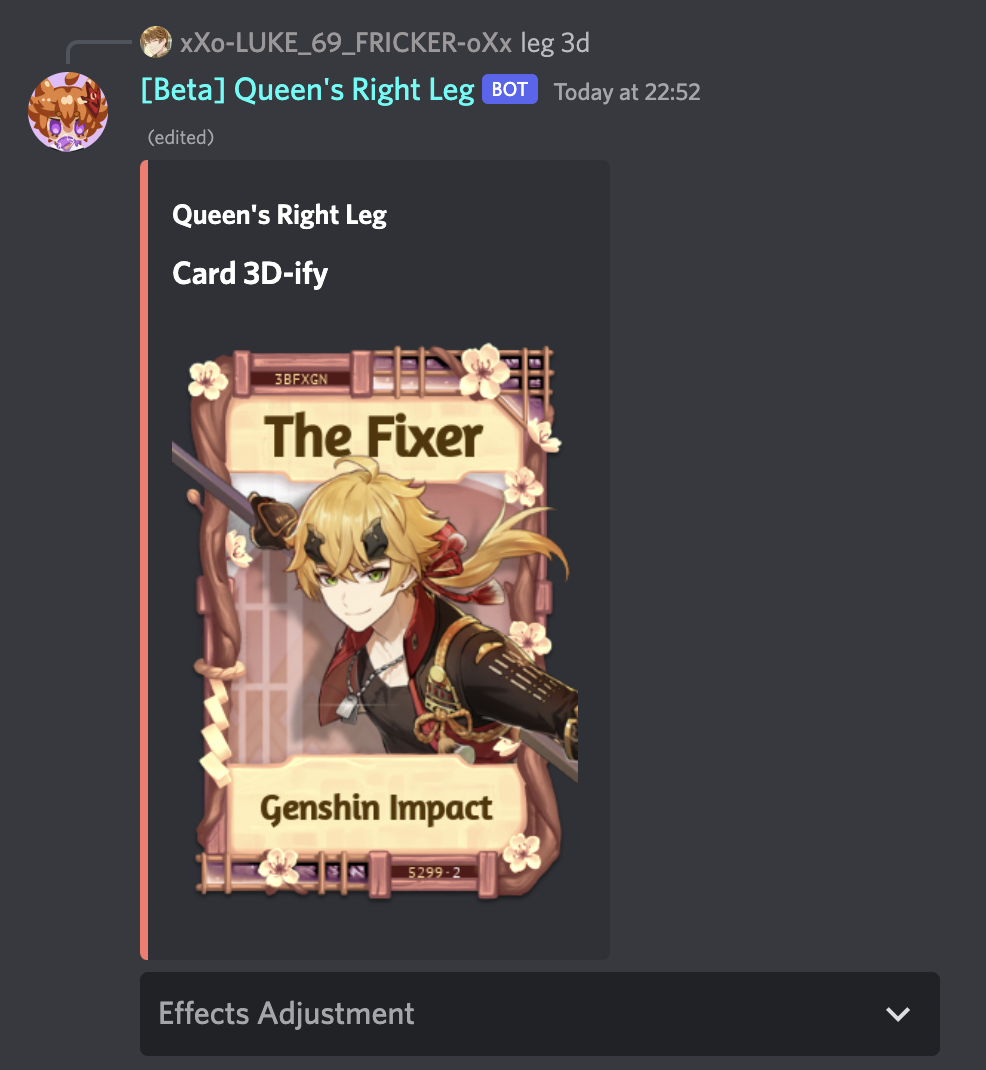 xXo-LUKE_69_FRICKER-oXx leg 3d
[Beta] Queen's Right Leg BOT Today at 22:52
(edited)
Queen's Right Leg
Card 3D-ify
3BFXGN
The Fixer
Genshin Impact
5299·2
Effects Adjustment